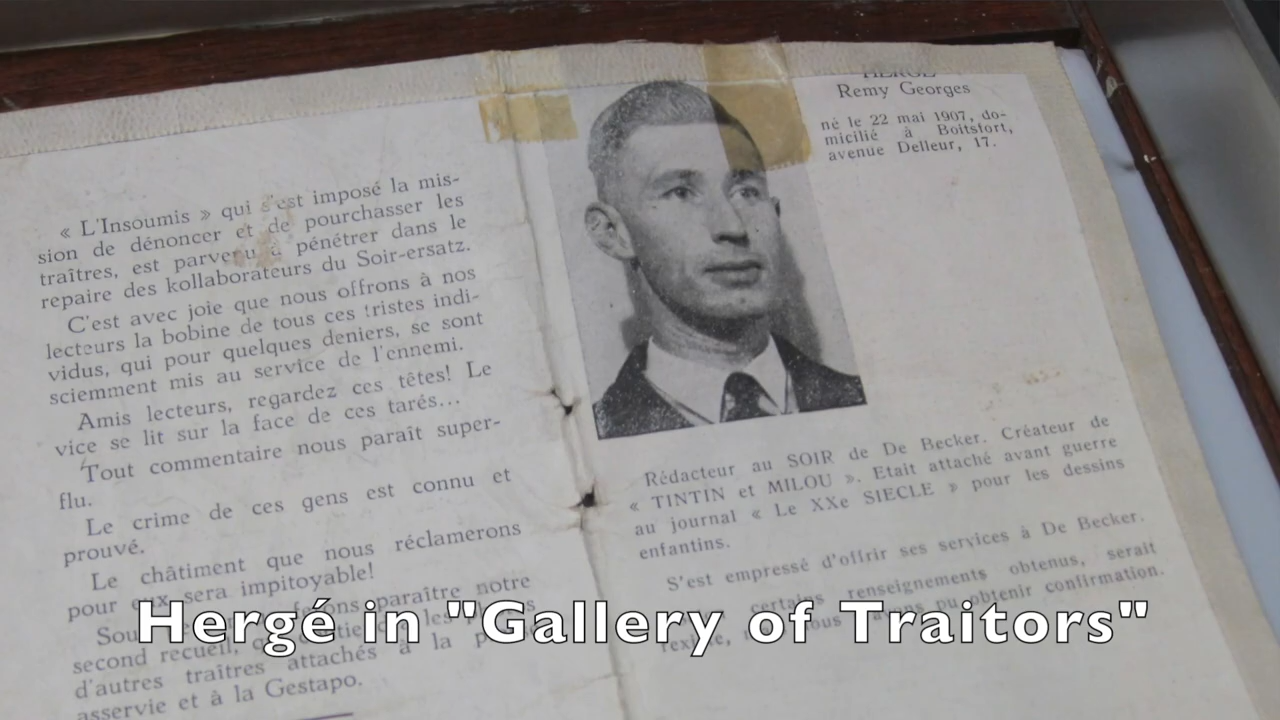 « L'Insoumis » qui s'est imposé la mis-
sion de dénoncer et de pourchasser les
traîtres, est parvenu à pénétrer dans le
repaire des kollaborateurs du Soir-ersatz.
C'est avec joie que nous offrons à nos
lecteurs la bobine de tous ces tristes indi-
vidus, qui pour quelques deniers, se sont
sciemment mis au service de l'ennemi.
Amis lecteurs, regardez ces têtes! Le
vice se lit sur la face de ces tarés...
Tout commentaire nous paraît super-
flu.
Le crime de ces gens est connu et
prouvé.
Le châtiment que nous réclamerons
pour eux sera impitoyable!
paraître notre
second recueil,
d'autres traîtres attachés à la
asservie et à la Gestapo.
HERGE
Remy Georges
né le 22 mai 1907, do-
micilié à Boitsfort,
avenue Delleur, 17.
Rédacteur au SOIR de De Becker. Créateur de
« TINTIN et MILOU ». Etait attaché avant guerre
au journal « Le XXe SIECLE » pour les dessins
enfantins.
S'est empressé d'offrir ses services à De Becker.
certains renseignements obtenus, serait
pu obtenir confirmation.
Hergé in "Gallery of Traitors"